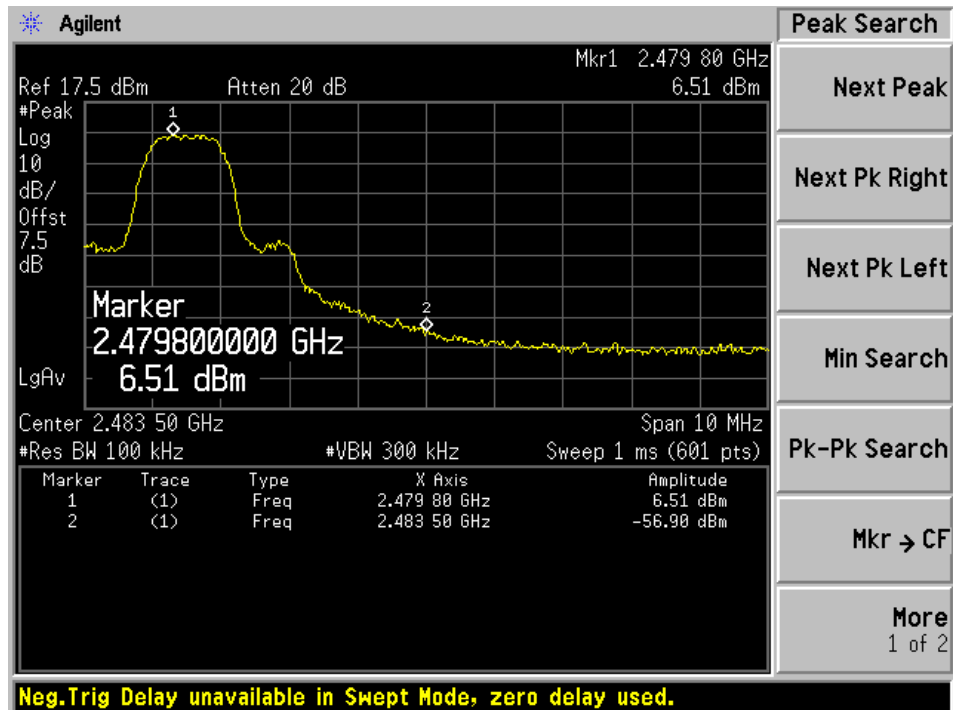 Agilent
Peak Search
Mkr1 2.479 80 GHz
Ref 17.5 dBm Atten 20 dB 6.51 dBm
#Peak
Log
10
dB/
Offst
7.5
dB
1
2
Marker
2.479800000 GHz
6.51 dBm
LgAv
Center 2.483 50 GHz Span 10 MHz
#Res BW 100 kHz #VBW 300 kHz Sweep 1 ms (601 pts)
Marker Trace Type X Axis Amplitude
1 (1) Freq 2.479 80 GHz 6.51 dBm
2 (1) Freq 2.483 50 GHz -56.90 dBm
Next Peak
Next Pk Right
Next Pk Left
Min Search
Pk-Pk Search
Mkr → CF
More
1 of 2
Neg.Trig Delay unavailable in Swept Mode, zero delay used.